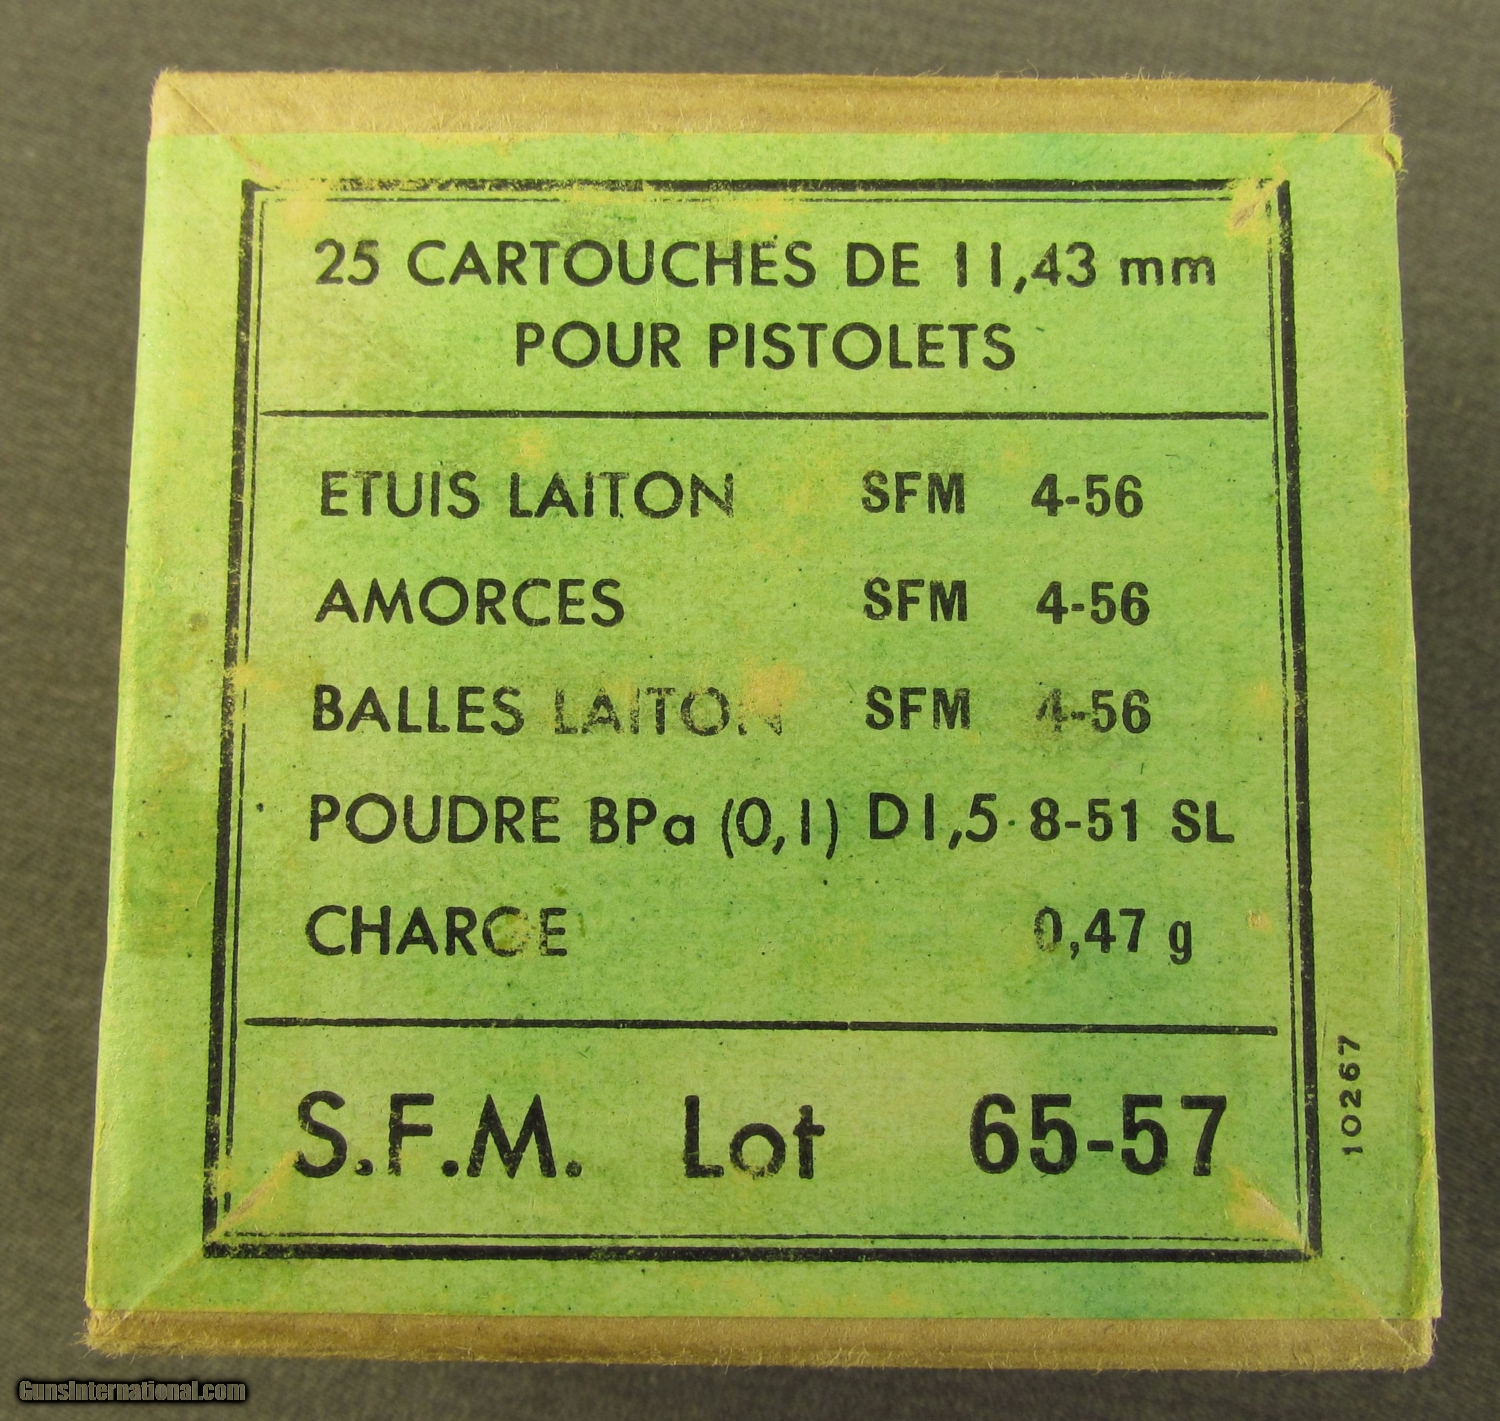 25 CARTOUCHES DE 11,43 mm
POUR PISTOLETS
ETUIS LAITON SFM 4-56
AMORCES SFM 4-56
BALLES LAITON SFM 4-56
POUDRE BPa (0,1) D1,5 8-51 SL
CHARGE 0,47 g
S.F.M. Lot 65-57
10267
GunsInternational.com